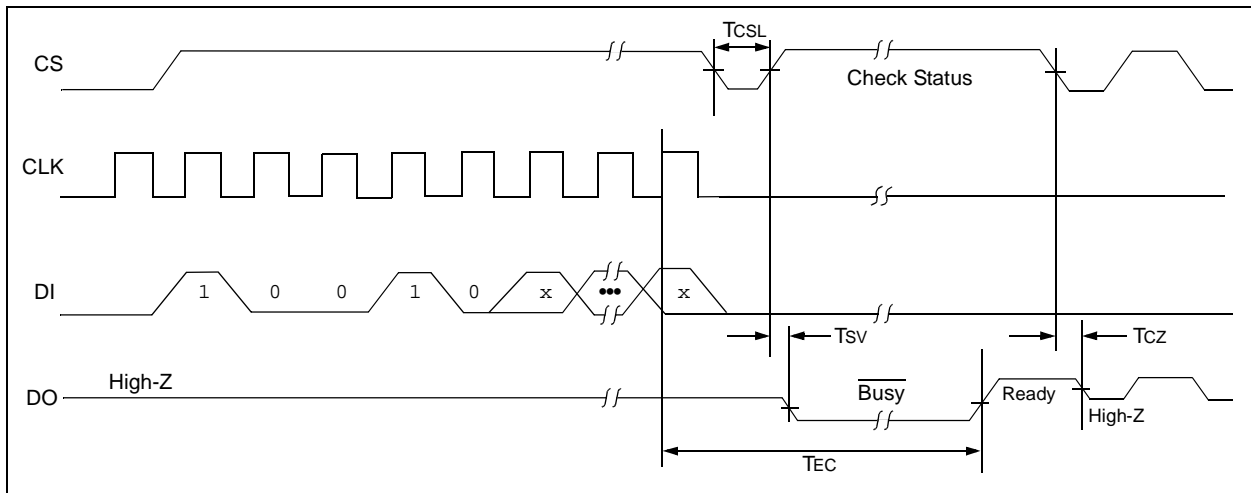 TCSL
CS
Check Status
CLK
DI 1 0 0 1 0 x ••• x
TSV TCZ
DO High-Z Busy Ready High-Z
TEC